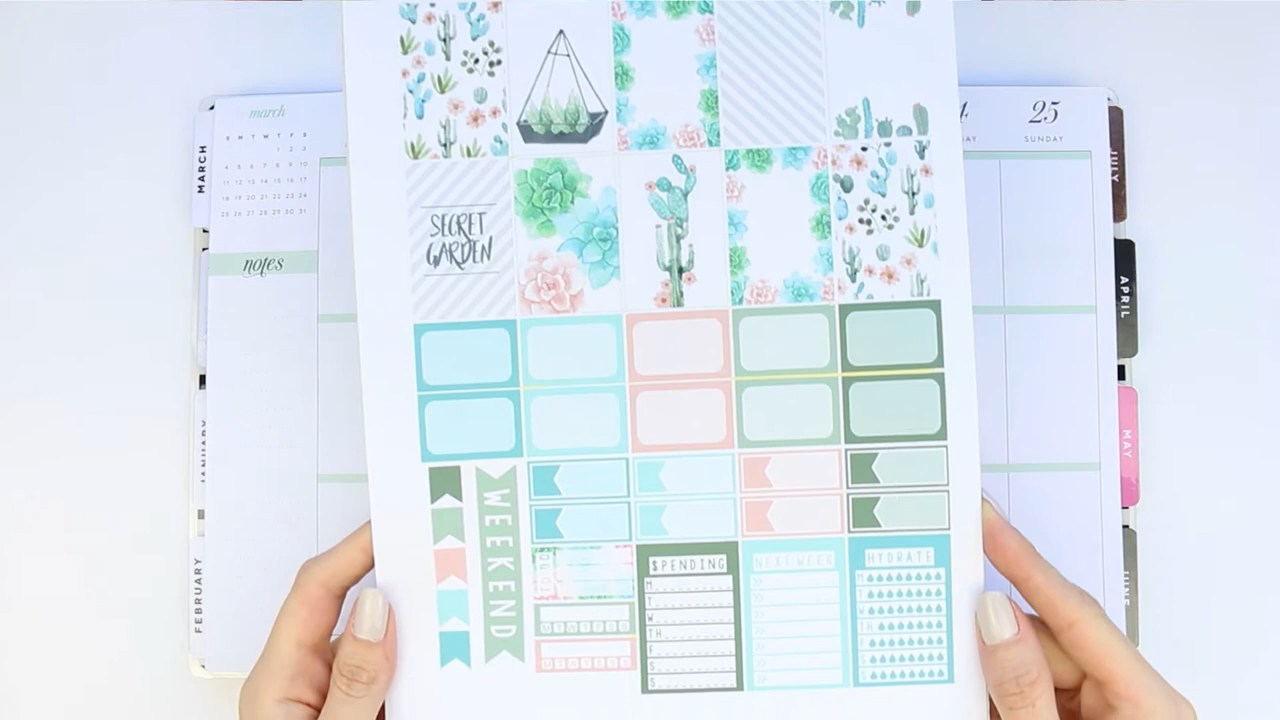 march
S M T W T F S
1 2 3
4 5 6 7 8 9 10
11 12 13 14 15 16 17
18 19 20 21 22 23 24
25 26 27 28 29 30 31
notes
MARCH
JANUARY
FEBRUARY
25
SUNDAY
JULY
APRIL
MAY
JUNE
SECRET
GARDEN
WEEKEND
$PENDING
M
T
W
TH
F
S
S
NEXT WEEK
HYDRATE
M
T
W
TH
F
S
S